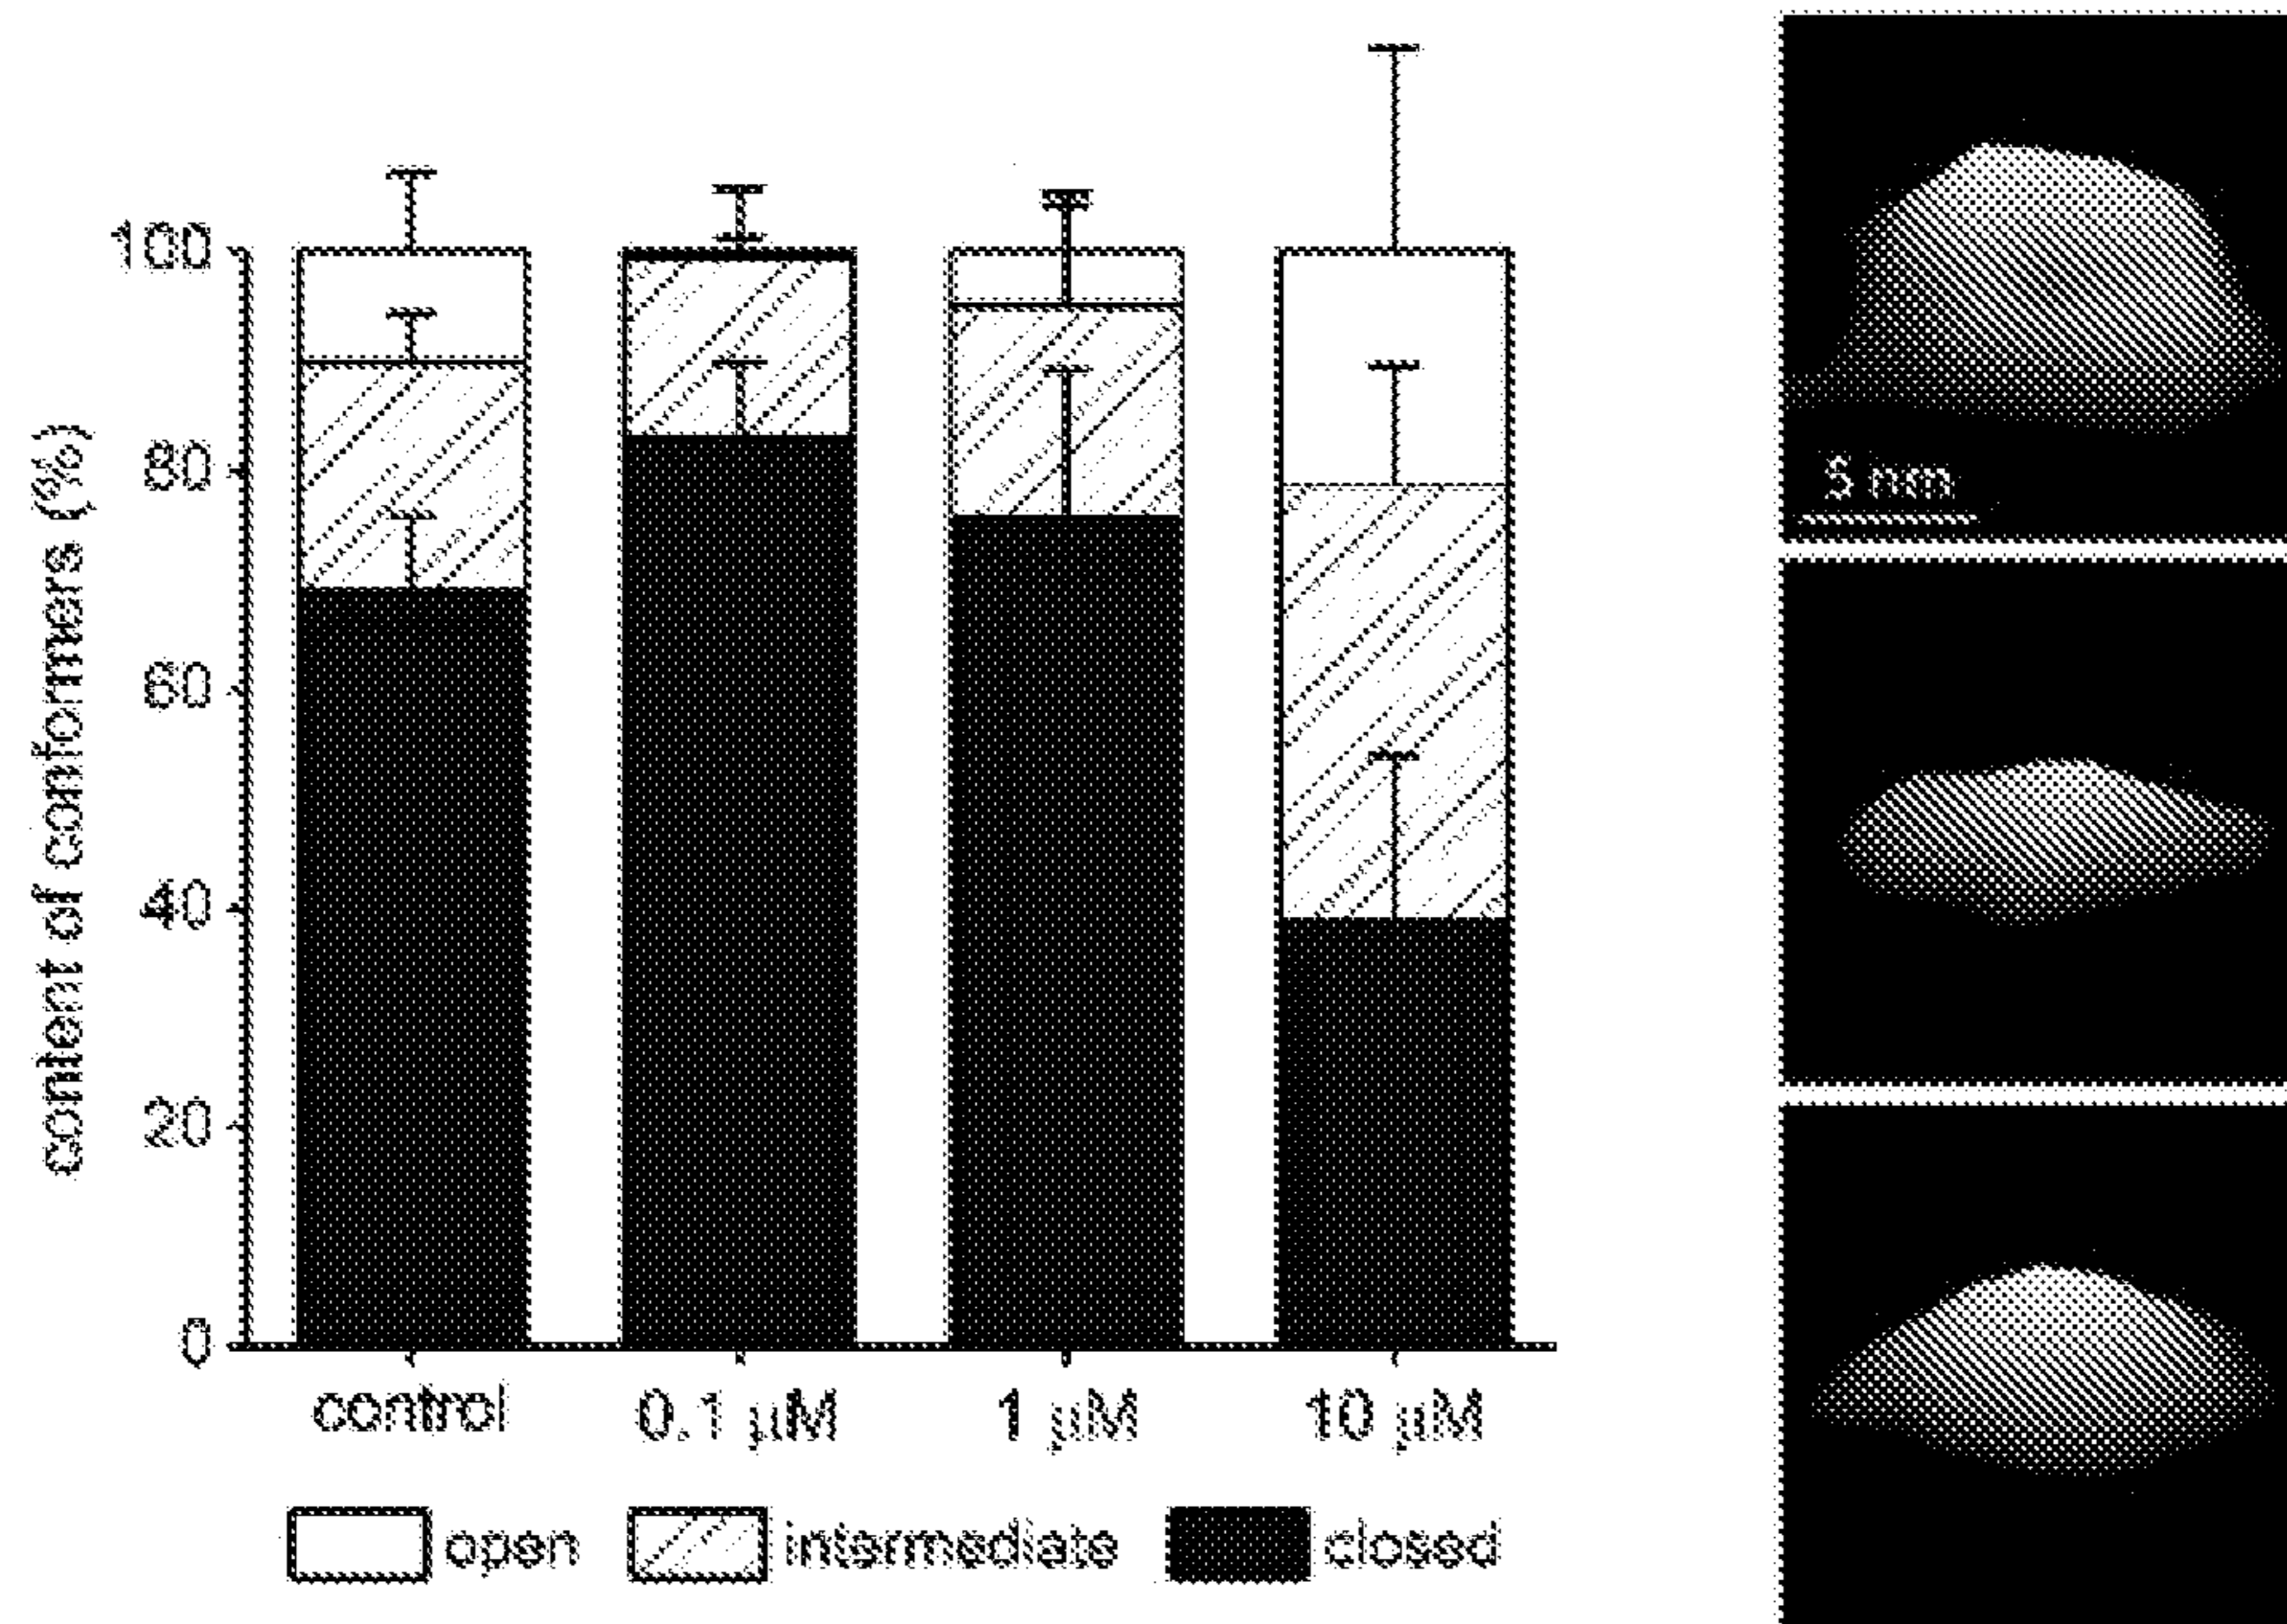 content of conformers (%)
100
80
60
40
20
0
control 0.1 µM 1 µM 10 µM
open intermediate closed
5 nm